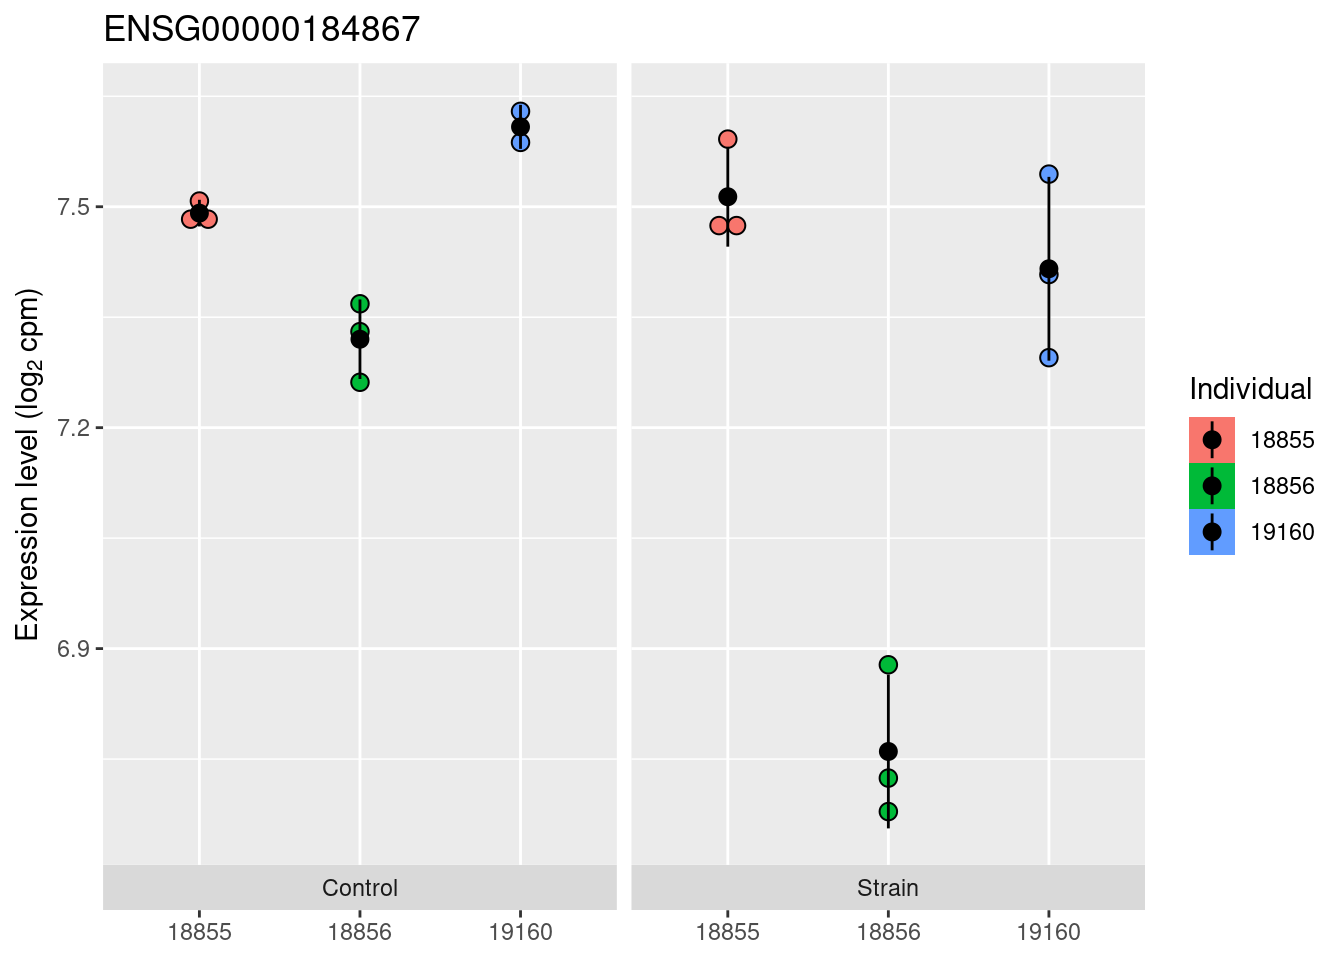 ENSG00000184867
Expression level (log₂ cpm)
7.5
7.2
6.9
Control
Strain
18855
18856
19160
18855
18856
19160
Individual
18855
18856
19160